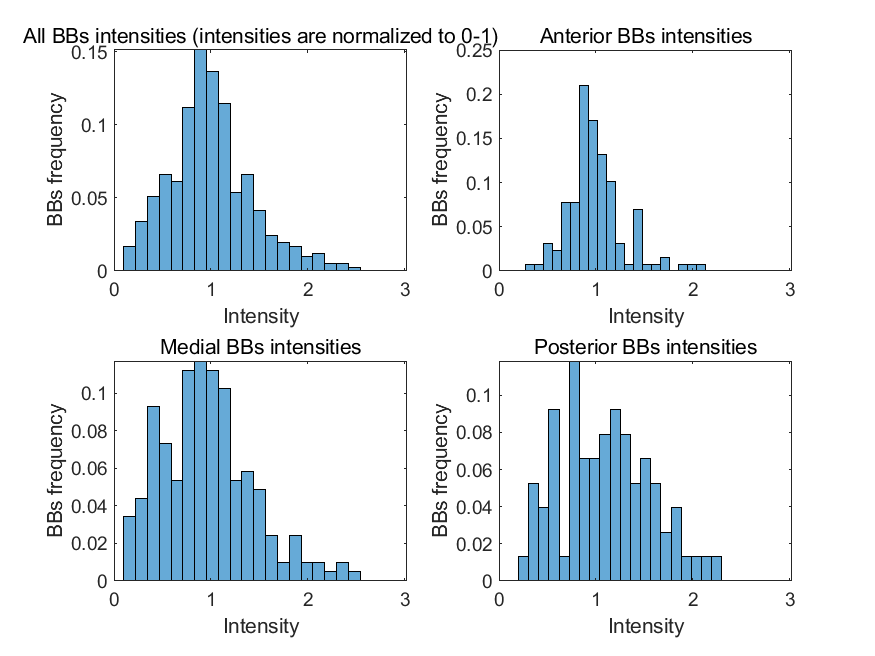 All BBs intensities (intensities are normalized to 0-1)
0.15
0.1
0.05
0
BBs frequency
0 1 2 3
Intensity
Anterior BBs intensities
0.25
0.2
0.15
0.1
0.05
0
BBs frequency
0 1 2 3
Intensity
Medial BBs intensities
0.1
0.08
0.06
0.04
0.02
0
BBs frequency
0 1 2 3
Intensity
Posterior BBs intensities
0.1
0.08
0.06
0.04
0.02
0
BBs frequency
0 1 2 3
Intensity